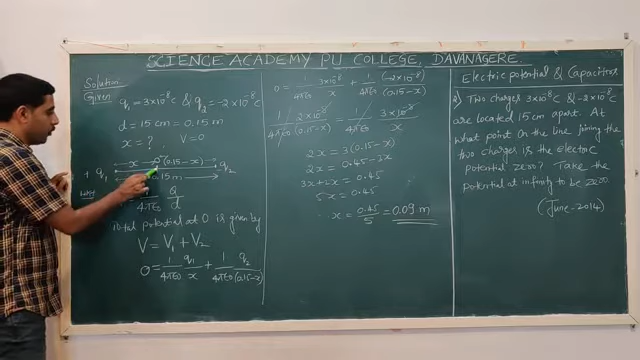 SCIENCE ACADEMY PU COLLEGE, DAVANAGERE.
Solution:
Given
q₁ = 3×10⁻⁸C & q₂ = -2×10⁻⁸C
d = 15 cm = 0.15 m
x = ? V = 0
x O (0.15-x)
+ q₁ q₂
0.15 m
Q
4πε₀ d
total potential at O is given by
V = V₁ + V₂
0 = 1/4πε₀ q₁/x + 1/4πε₀ q₂/(0.15-x)
0 = 1/4πε₀ 3×10⁻⁸/x + 1/4πε₀ (-2×10⁻⁸)/(0.15-x)
1/4πε₀ 2×10⁻⁸/(0.15-x) = 1/4πε₀ 3×10⁻⁸/x
2x = 3(0.15-x)
2x = 0.45-3x
3x+2x = 0.45
5x = 0.45
∴ x = 0.45/5 = 0.09 m
Electric potential & Capacitors
Two charges 3×10⁻⁸C & -2×10⁻⁸C
are located 15cm apart. At
what point on the line joining the
two charges is the electric
potential zero? Take the
potential at infinity to be zero.
(June-2014)